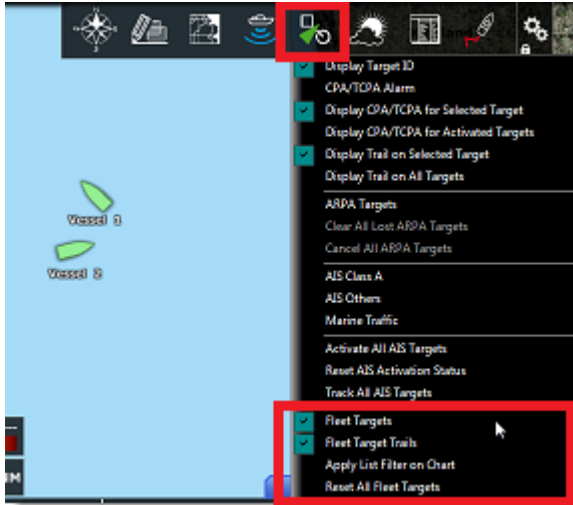 and
Display Target ID
CPA/TCPA Alarm
Display CPA/TCPA for Selected Target
Display CPA/TCPA for Activated Targets
Display Trail on Selected Target
Display Trail on All Targets
ARPA Targets
Clear All Lost ARPA Targets
Cancel All ARPA Targets
AIS Class A
AIS Others
Marine Traffic
Activate All AIS Targets
Reset AIS Activation Status
Track All AIS Targets
Fleet Targets
Fleet Target Trails
Apply List Filter on Chart
Reset All Fleet Targets
Vessel 1
Vessel 2